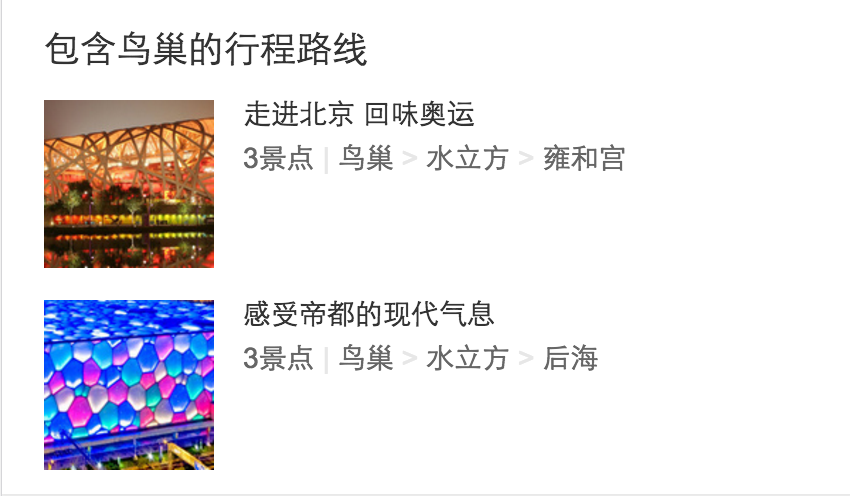 包含鸟巢的行程路线
走进北京 回味奥运
3景点 | 鸟巢 > 水立方 > 雍和宫
感受帝都的现代气息
3景点 | 鸟巢 > 水立方 > 后海